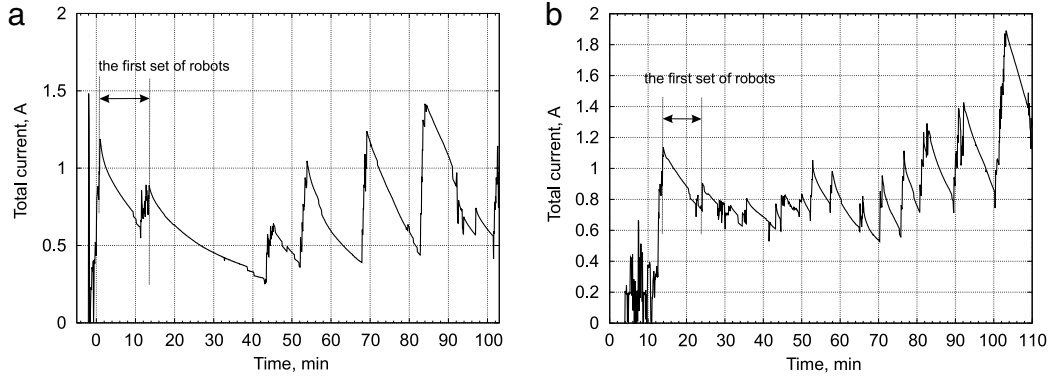 a
2
1.5
1
0.5
0
Total current, A
the first set of robots
0 10 20 30 40 50 60 70 80 90 100
Time, min
b
2
1.8
1.6
1.4
1.2
1
0.8
0.6
0.4
0.2
0
Total current, A
the first set of robots
0 10 20 30 40 50 60 70 80 90 100 110
Time, min